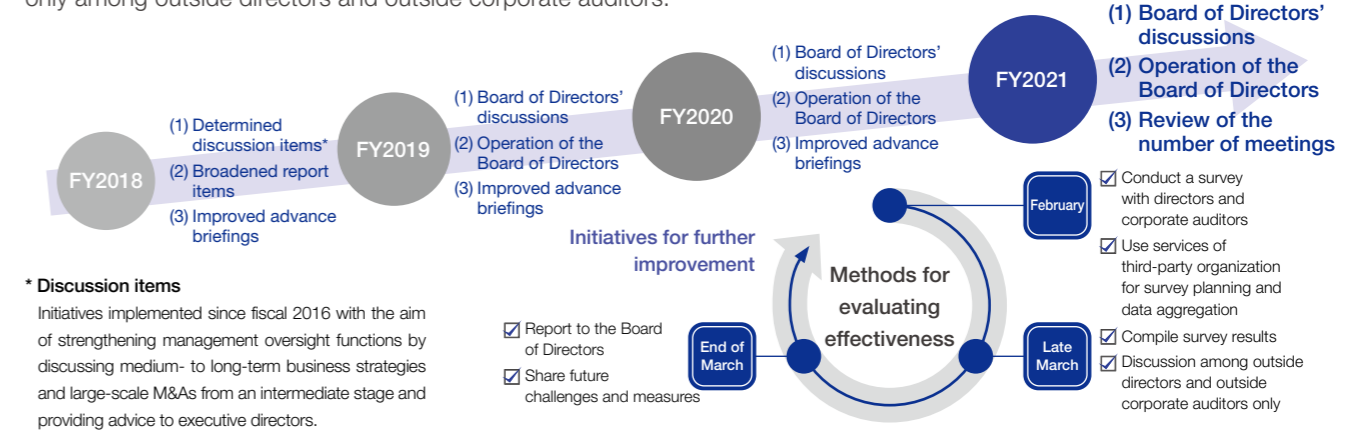 only among outside directors and outside corporate auditors.
FY2018
(1) Determined
discussion items*
(2) Broadened report
items
(3) Improved advance
briefings
FY2019
(1) Board of Directors'
discussions
(2) Operation of the
Board of Directors
(3) Improved advance
briefings
FY2020
(1) Board of Directors'
discussions
(2) Operation of the
Board of Directors
(3) Improved advance
briefings
FY2021
(1) Board of Directors'
discussions
(2) Operation of the
Board of Directors
(3) Review of the
number of meetings
* Discussion items
Initiatives implemented since fiscal 2016 with the aim
of strengthening management oversight functions by
discussing medium- to long-term business strategies
and large-scale M&As from an intermediate stage and
providing advice to executive directors.
Initiatives for further
improvement
Methods for
evaluating
effectiveness
February
Conduct a survey
with directors and
corporate auditors
Use services of
third-party organization
for survey planning and
data aggregation
Late
March
Compile survey results
Discussion among outside
directors and outside
corporate auditors only
End of
March
Report to the Board
of Directors
Share future
challenges and measures